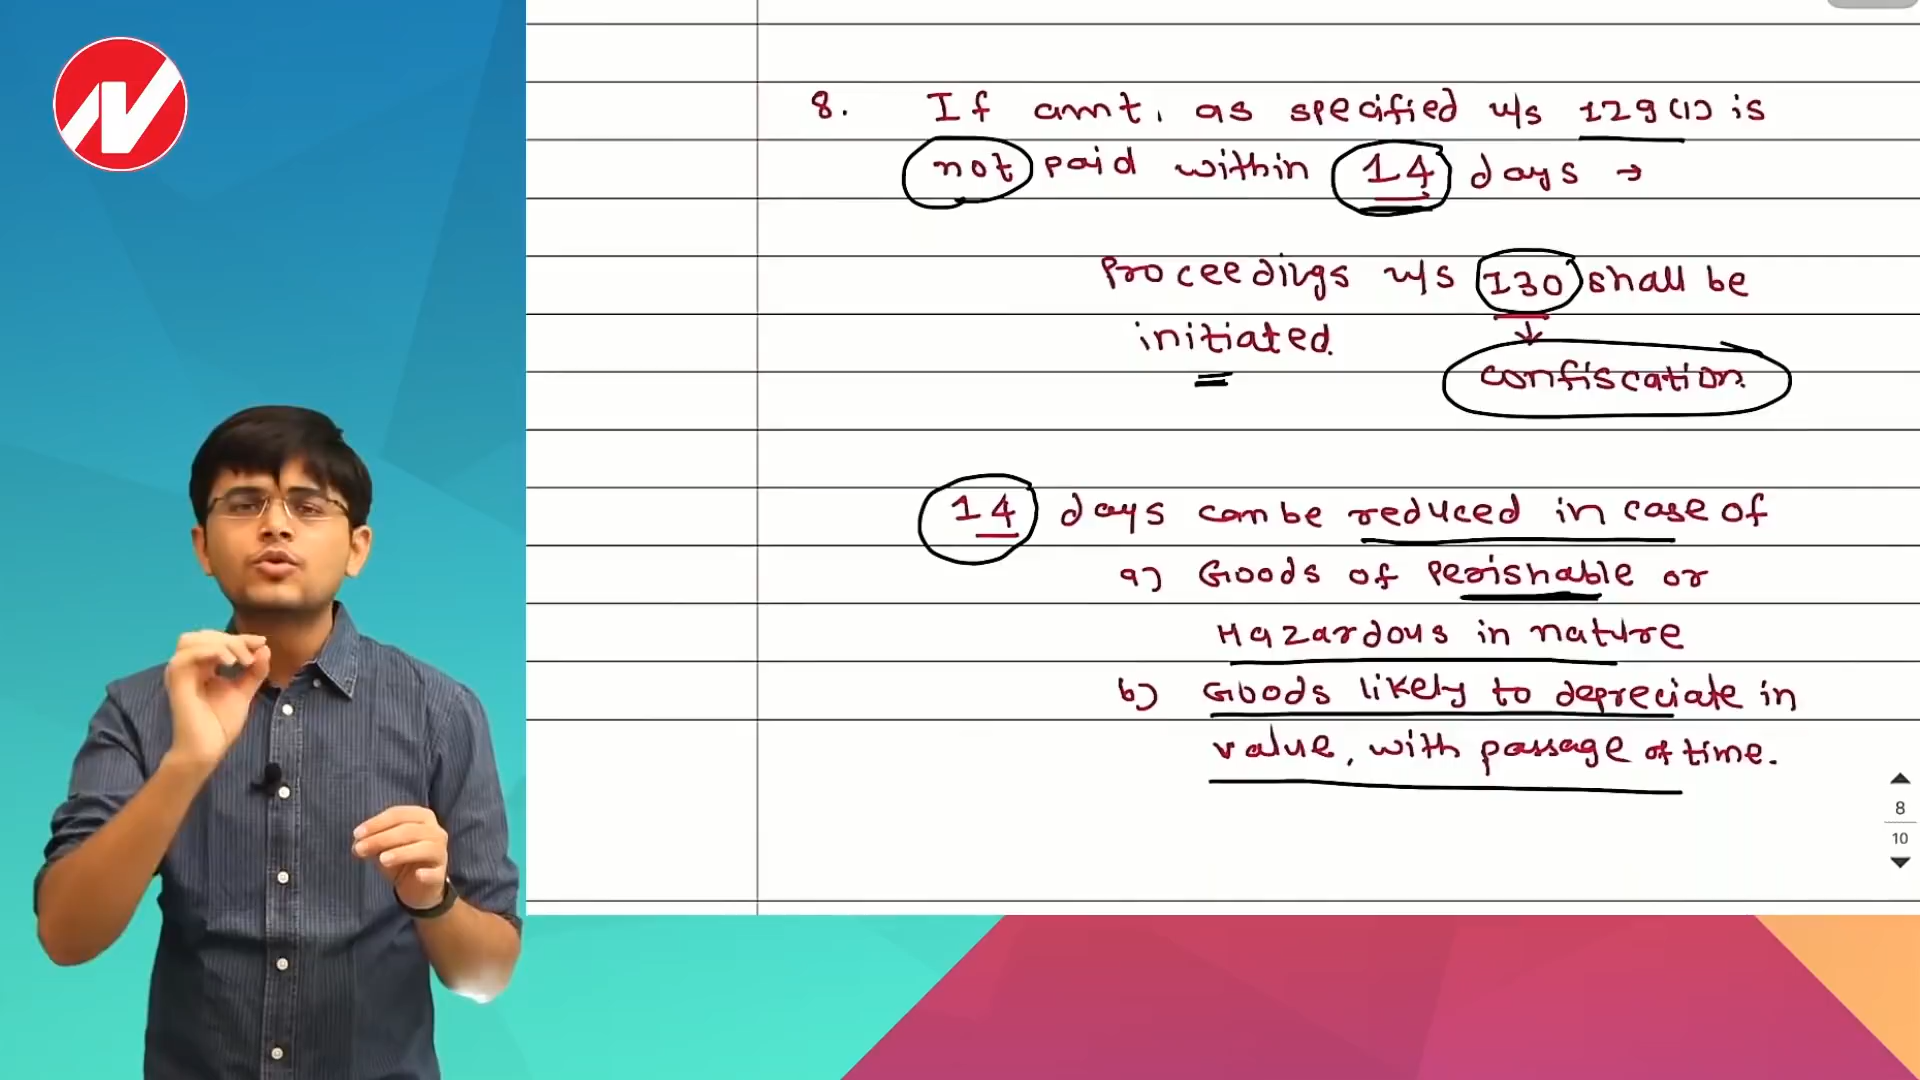 8. If amt. as specified u/s 129(1) is
not paid within 14 days →
Proceedings u/s 130 shall be
initiated.
confiscation.
14 days can be reduced in case of
a) Goods of Perishable or
Hazardous in nature
b) Goods likely to depreciate in
value, with passage of time.
8
10